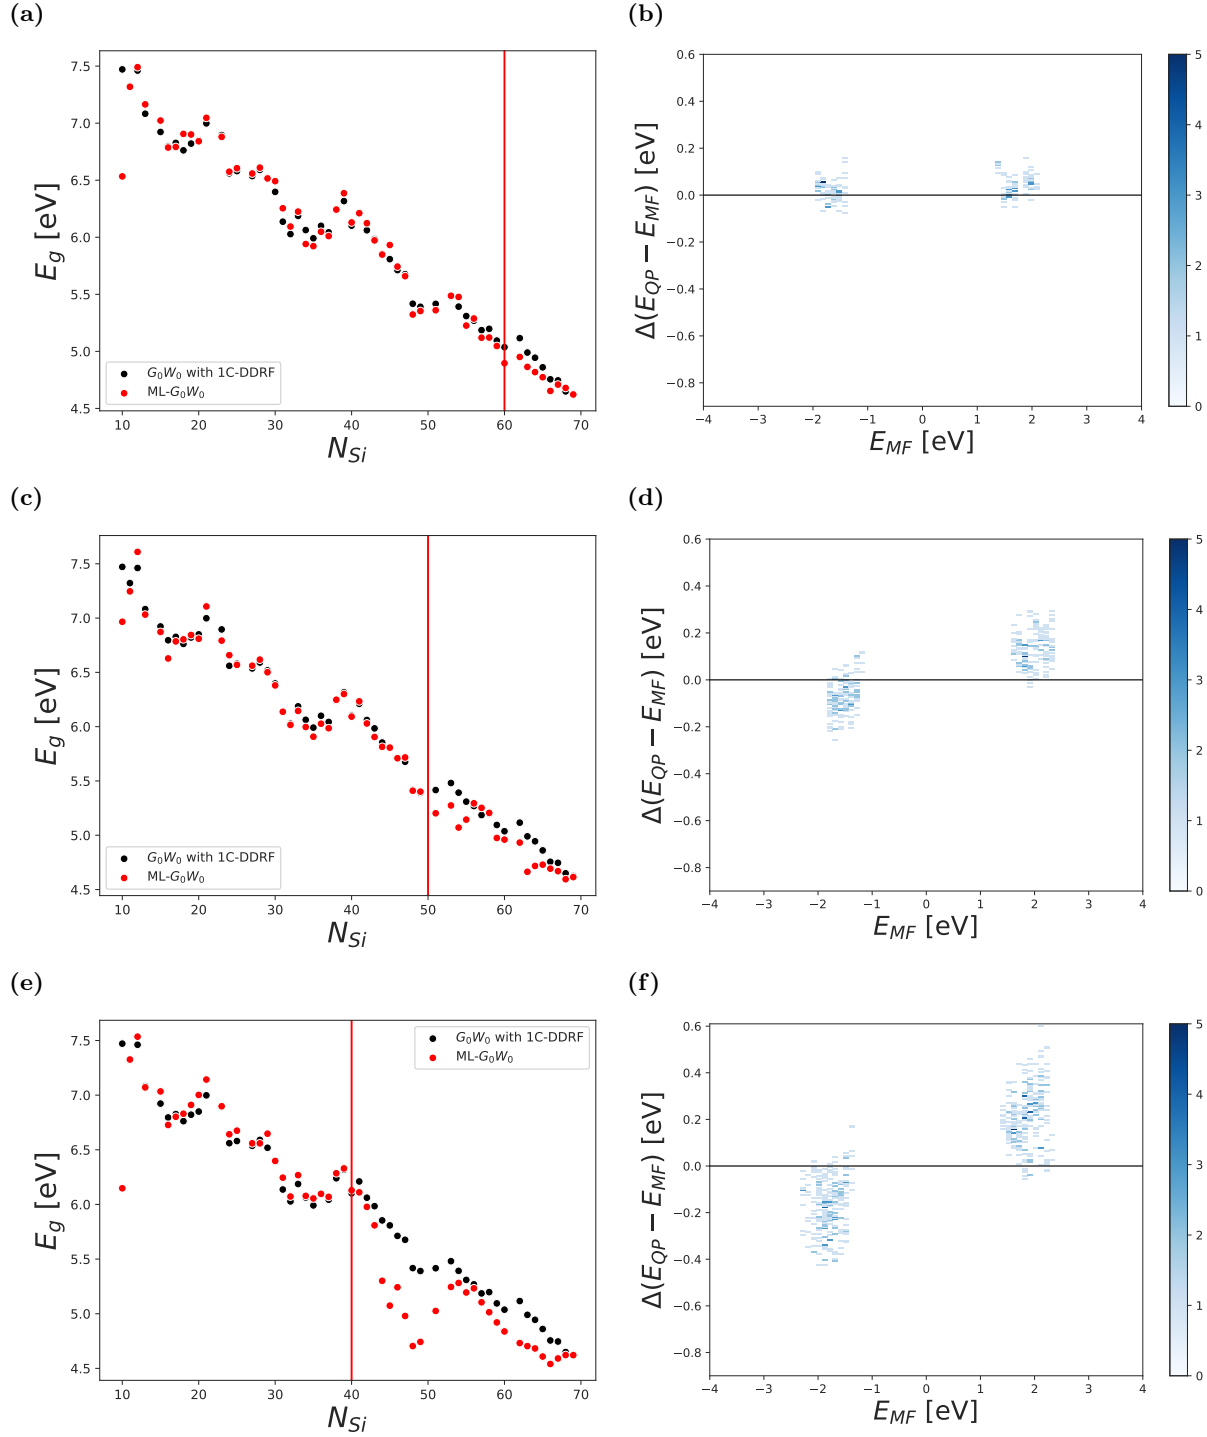 (a)
(b)
7.5
7.0
6.5
6.0
5.5
5.0
4.5
E_g [eV]
G₀W₀ with 1C-DDRF
ML-G₀W₀
10 20 30 40 50 60 70
N_Si
0.6
0.4
0.2
0.0
−0.2
−0.4
−0.6
−0.8
Δ(E_QP − E_MF) [eV]
−4 −3 −2 −1 0 1 2 3 4
E_MF [eV]
5
4
3
2
1
0
(c)
(d)
7.5
7.0
6.5
6.0
5.5
5.0
4.5
E_g [eV]
G₀W₀ with 1C-DDRF
ML-G₀W₀
10 20 30 40 50 60 70
N_Si
0.6
0.4
0.2
0.0
−0.2
−0.4
−0.6
−0.8
Δ(E_QP − E_MF) [eV]
−4 −3 −2 −1 0 1 2 3 4
E_MF [eV]
5
4
3
2
1
0
(e)
(f)
7.5
7.0
6.5
6.0
5.5
5.0
4.5
E_g [eV]
G₀W₀ with 1C-DDRF
ML-G₀W₀
10 20 30 40 50 60 70
N_Si
0.6
0.4
0.2
0.0
−0.2
−0.4
−0.6
−0.8
Δ(E_QP − E_MF) [eV]
−4 −3 −2 −1 0 1 2 3 4
E_MF [eV]
5
4
3
2
1
0